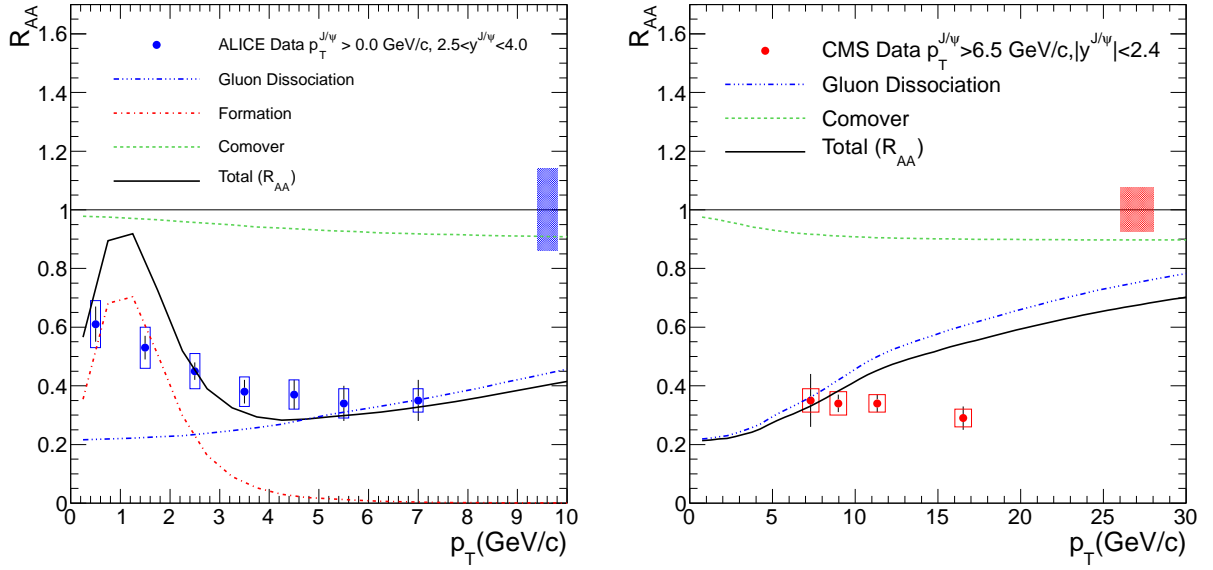 R_AA
1.6
1.4
1.2
1
0.8
0.6
0.4
0.2
0
ALICE Data p_T^J/ψ > 0.0 GeV/c, 2.5<y^J/ψ<4.0
Gluon Dissociation
Formation
Comover
Total (R_AA)
0 1 2 3 4 5 6 7 8 9 10
p_T(GeV/c)
R_AA
1.6
1.4
1.2
1
0.8
0.6
0.4
0.2
0
CMS Data p_T^J/ψ>6.5 GeV/c,|y^J/ψ|<2.4
Gluon Dissociation
Comover
Total (R_AA)
0 5 10 15 20 25 30
p_T(GeV/c)